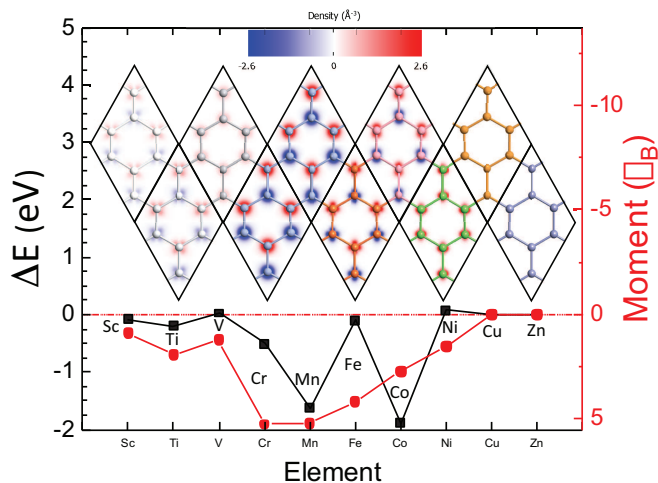 Density (Å-3)
-2.6 0 2.6
ΔE (eV)
5
4
3
2
1
0
-1
-2
Moment (□B)
-10
-5
0
5
Sc
Ti
V
Cr
Mn
Fe
Co
Ni
Cu
Zn
Sc Ti V Cr Mn Fe Co Ni Cu Zn
Element